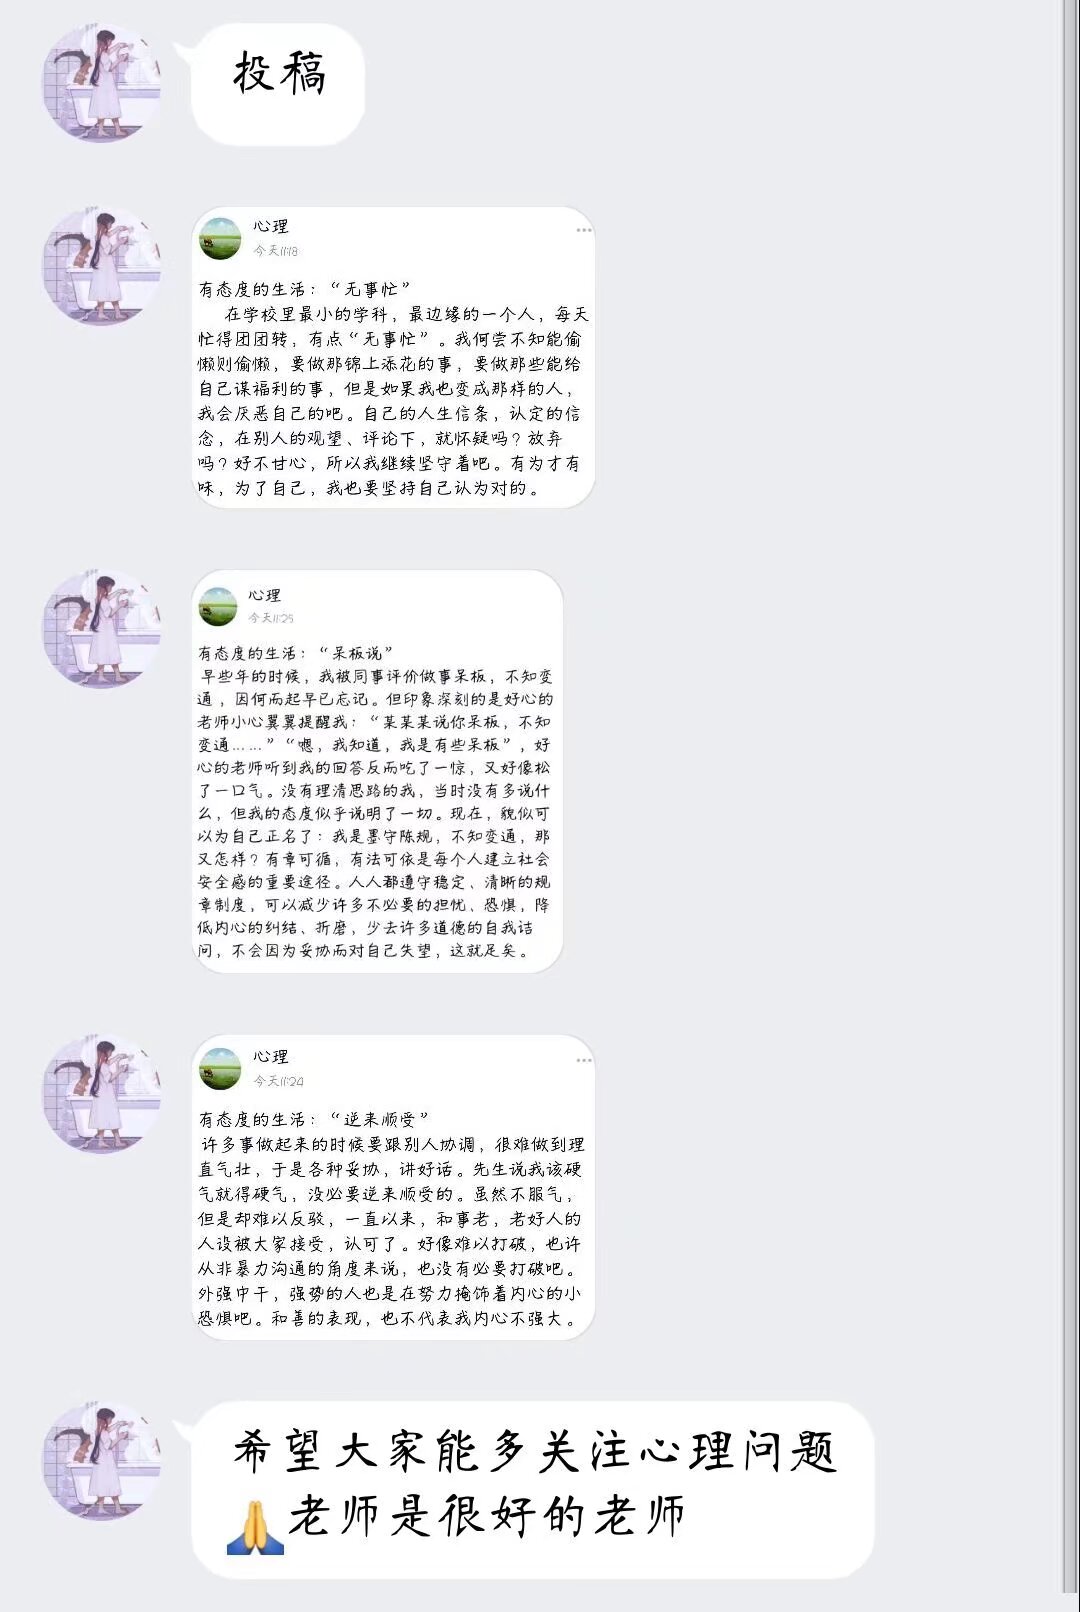 投稿
心理
今天11:18
有态度的生活：“无事忙”
在学校里最小的学科，最边缘的一个人，每天
忙得团团转，有点“无事忙”。我何尝不知能偷
懒则偷懒，要做那锦上添花的事，要做那些能给
自己谋福利的事，但是如果我也变成那样的人，
我会厌恶自己的吧。自己的人生信条，认定的信
念，在别人的观望、评论下，就怀疑吗？放弃
吗？好不甘心，所以我继续坚守着吧。有为才有
味，为了自己，我也要坚持自己认为对的。
心理
今天11:25
有态度的生活：“呆板说”
早些年的时候，我被同事评价做事呆板，不知变
通，因何而起早已忘记。但印象深刻的是好心的
老师小心翼翼提醒我：“某某某说你呆板，不知
变通……”“嗯，我知道，我是有些呆板”，好
心的老师听到我的回答反而吃了一惊，又好像松
了一口气。没有理清思路的我，当时没有多说什
么，但我的态度似乎说明了一切。现在，貌似可
以为自己正名了：我是墨守陈规，不知变通，那
又怎样？有章可循，有法可依是每个人建立社会
安全感的重要途径。人人都遵守稳定、清晰的规
章制度，可以减少许多不必要的担忧、恐惧，降
低内心的纠结、折磨，少去许多道德的自我诘
问，不会因为妥协而对自己失望，这就足矣。
心理
今天11:24
有态度的生活：“逆来顺受”
许多事做起来的时候要跟别人协调，很难做到理
直气壮，于是各种妥协，讲好话。先生说我该硬
气就得硬气，没必要逆来顺受的。虽然不服气，
但是却难以反驳，一直以来，和事老，老好人的
人设被大家接受，认可了。好像难以打破，也许
从非暴力沟通的角度来说，也没有必要打破吧。
外强中干，强势的人也是在努力掩饰着内心的小
恐惧吧。和善的表现，也不代表我内心不强大。
希望大家能多关注心理问题
🙏老师是很好的老师